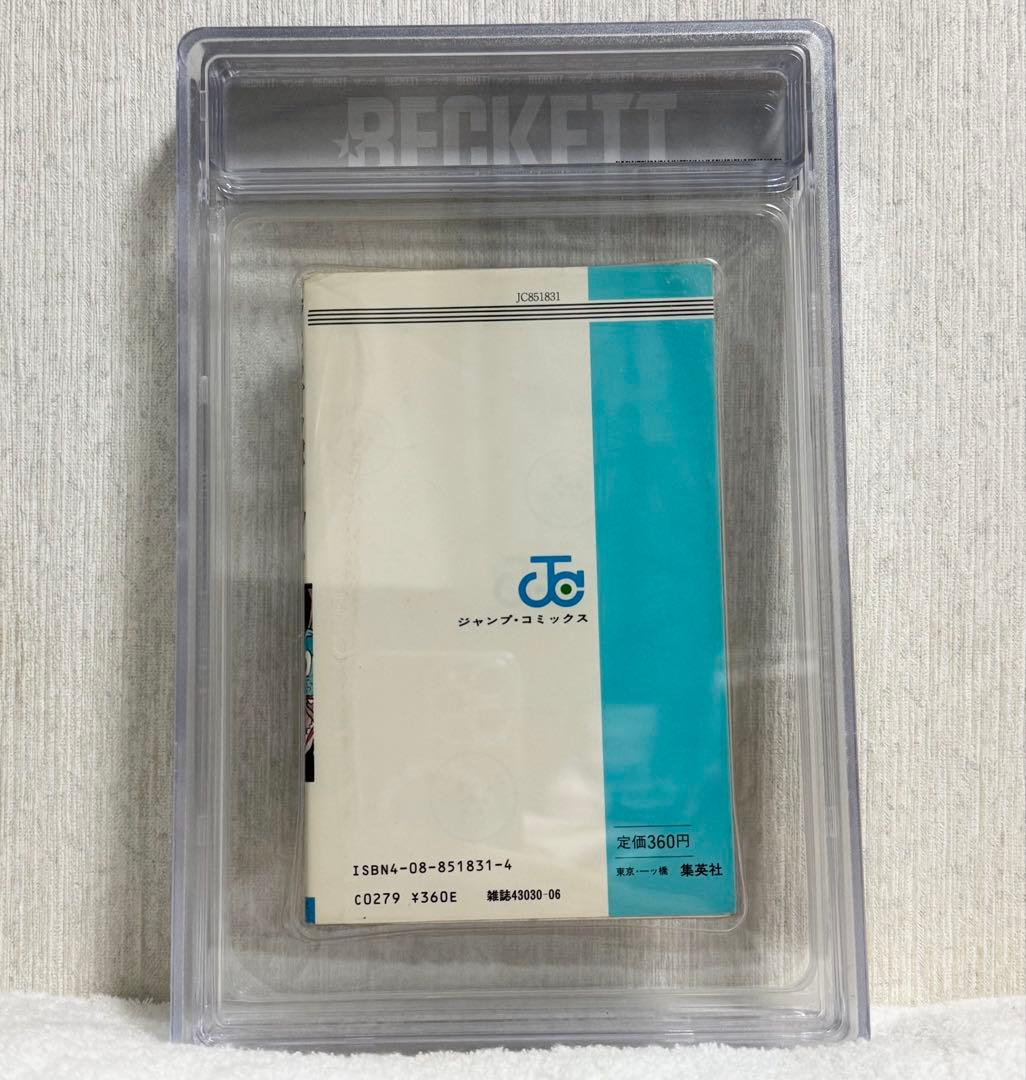 BECKETT
JC851831
JC
ジャンプ・コミックス
定価360円
東京・一ッ橋 集英社
ISBN4-08-851831-4
C0279 ¥360E 雑誌43030-06